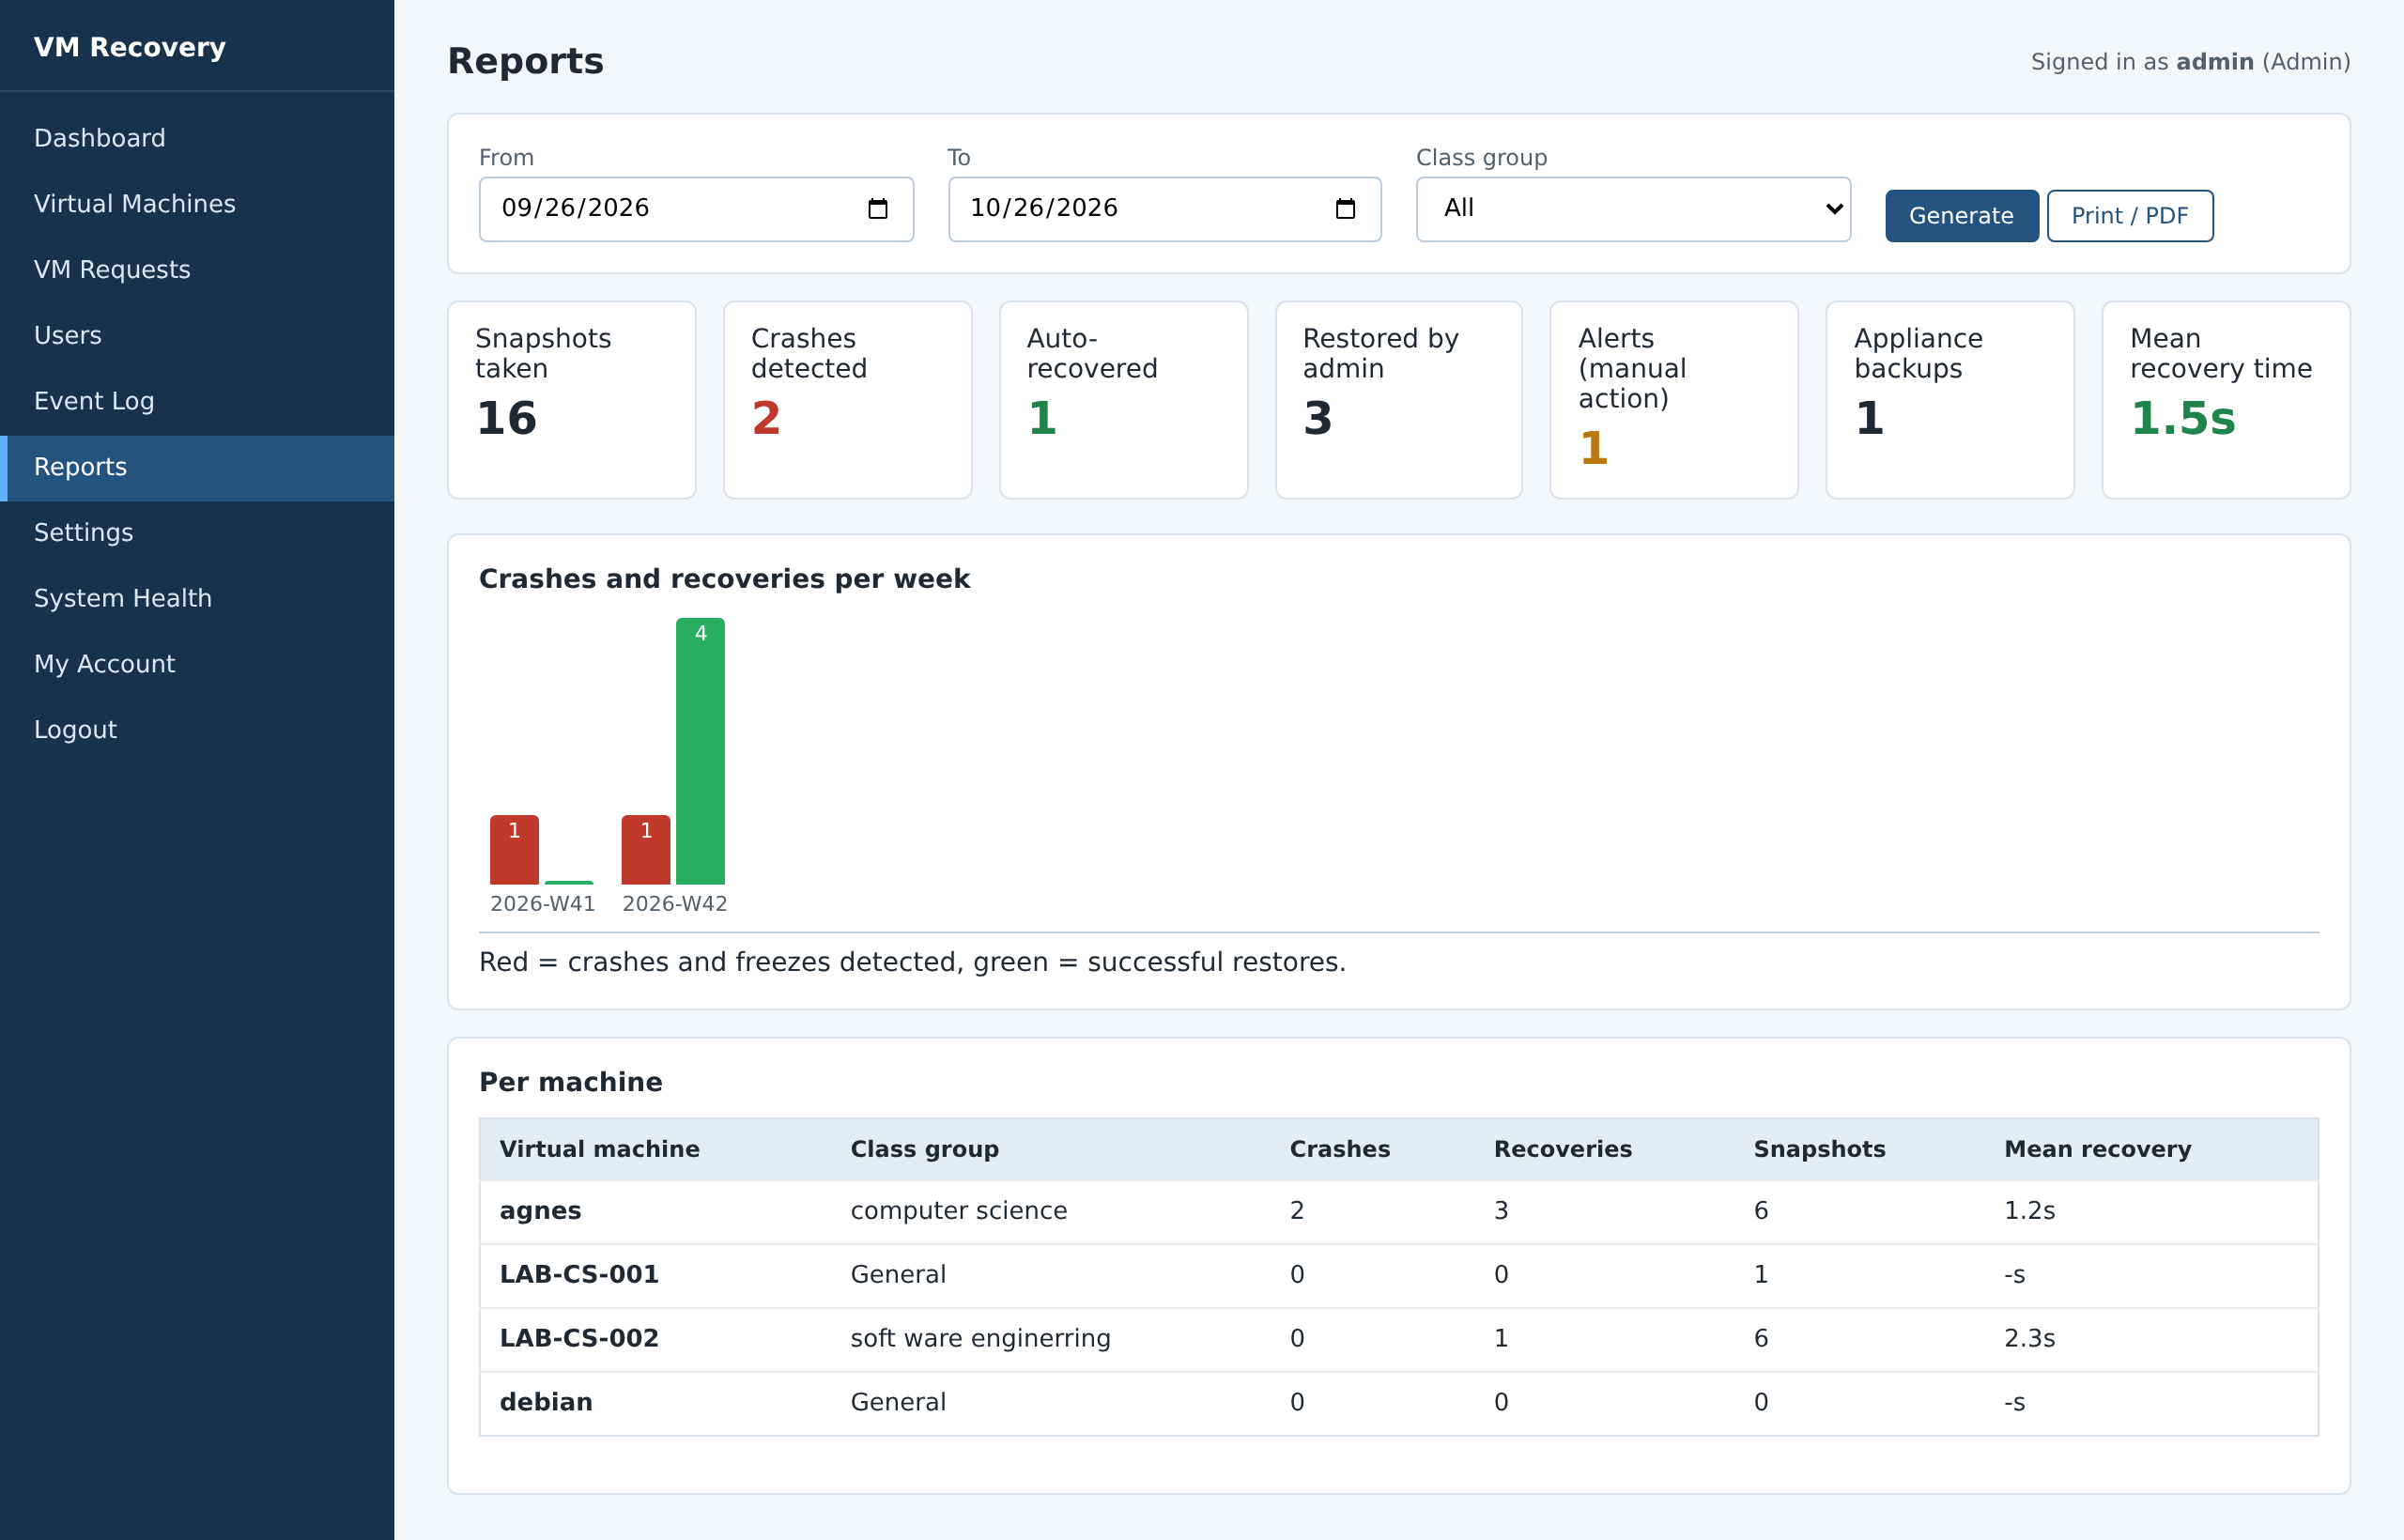 VM Recovery
Dashboard
Virtual Machines
VM Requests
Users
Event Log
Reports
Settings
System Health
My Account
Logout
Reports
Signed in as admin (Admin)
From
To
Class group
09/26/2026
10/26/2026
All
Generate
Print / PDF
Snapshots
taken
16
Crashes
detected
2
Auto-
recovered
1
Restored by
admin
3
Alerts
(manual
action)
1
Appliance
backups
1
Mean
recovery time
1.5s
Crashes and recoveries per week
4
1
1
2026-W41
2026-W42
Red = crashes and freezes detected, green = successful restores.
Per machine
Virtual machine Class group Crashes Recoveries Snapshots Mean recovery
agnes computer science 2 3 6 1.2s
LAB-CS-001 General 0 0 1 -s
LAB-CS-002 soft ware enginerring 0 1 6 2.3s
debian General 0 0 0 -s